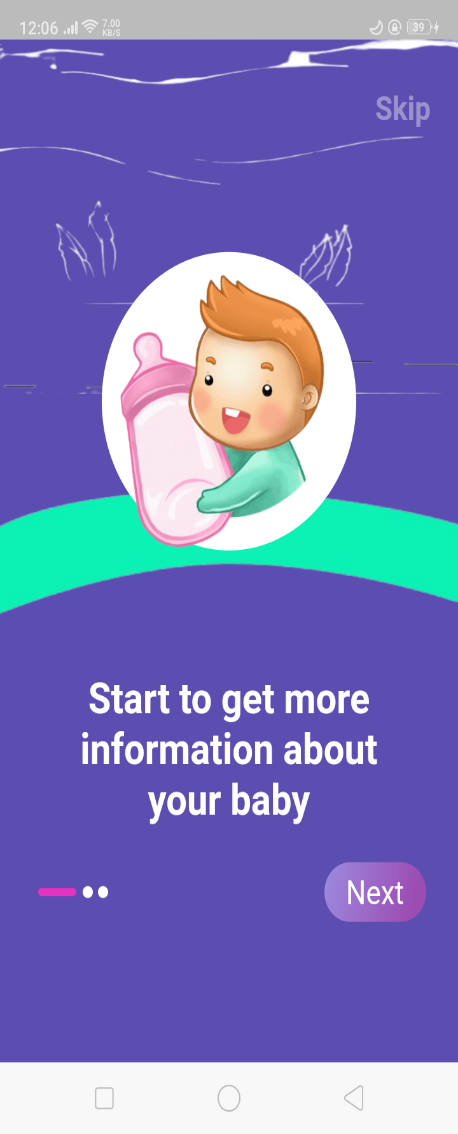 12:06 7.00 KB/S 39
Skip
Start to get more
information about
your baby
Next